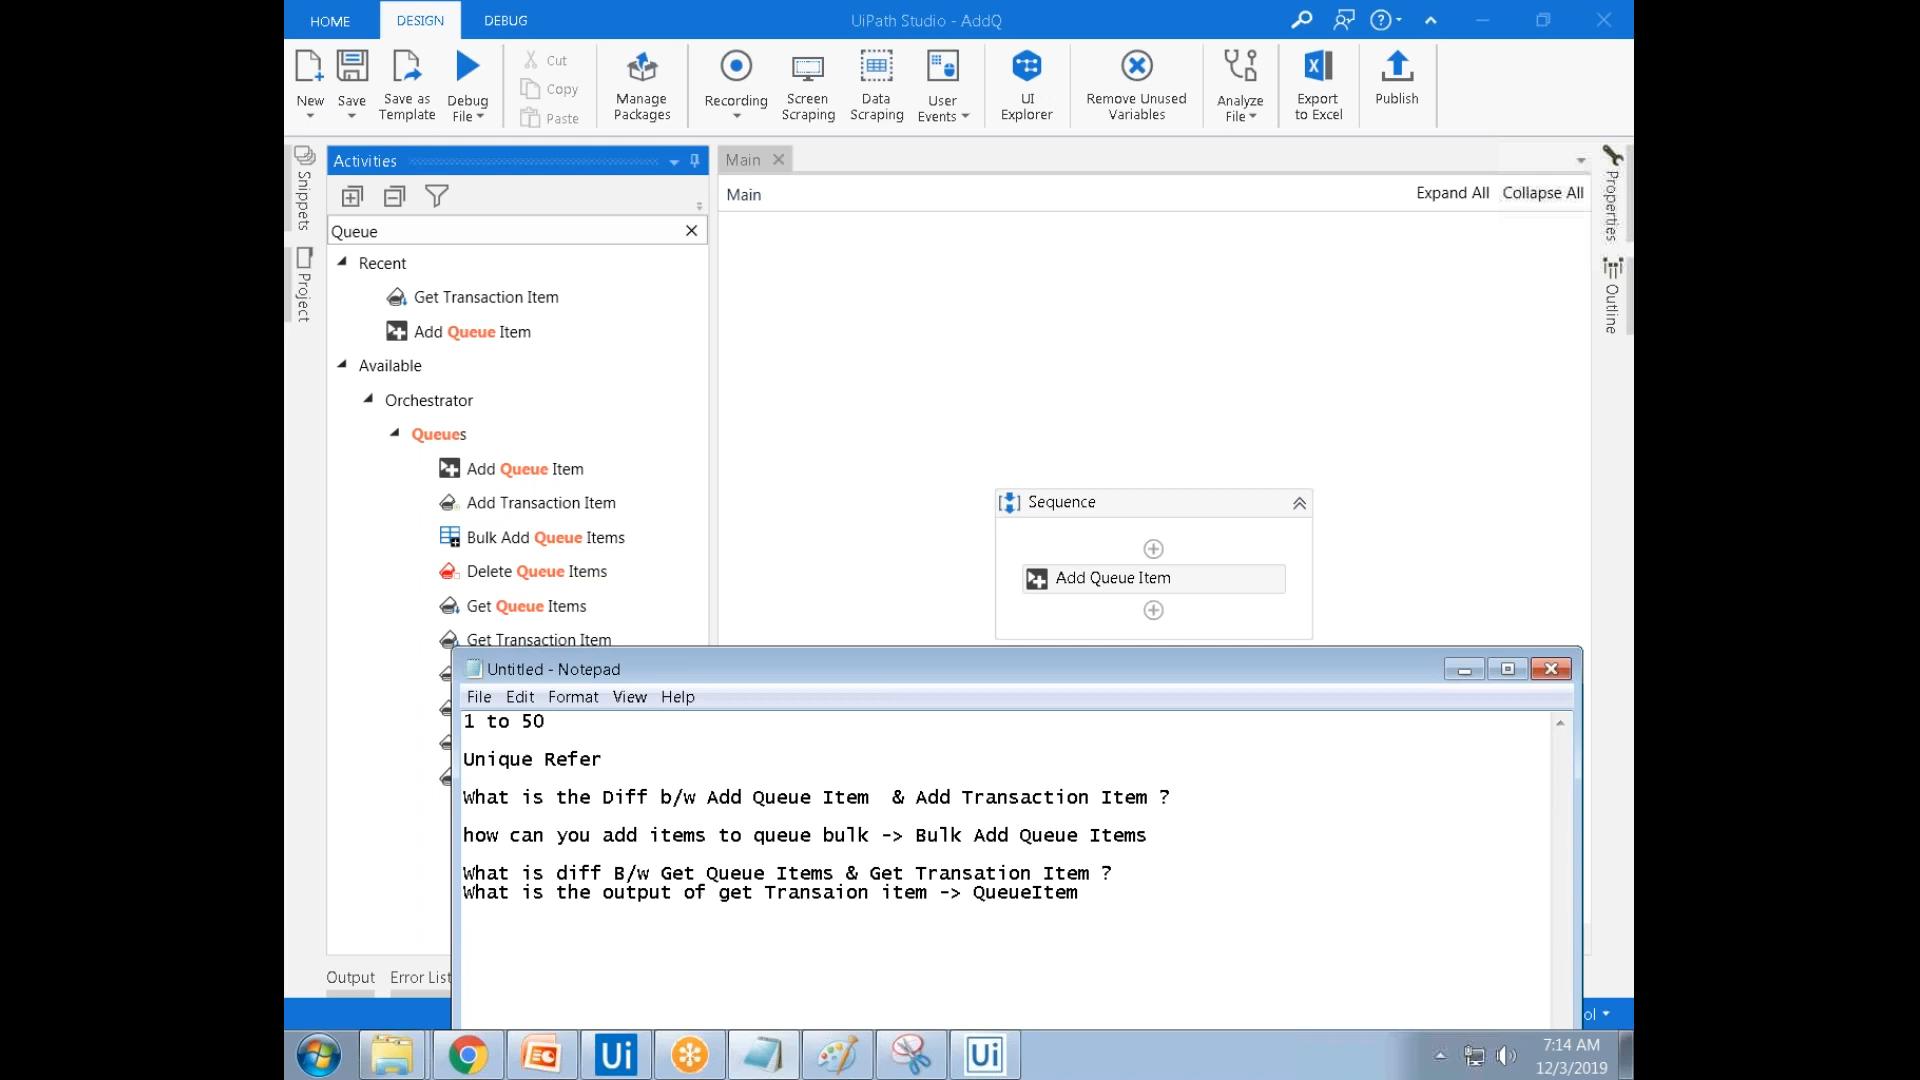 HOME
DESIGN
DEBUG
UiPath Studio - AddQ
New
Save
Save as Template
Debug File
Cut
Copy
Paste
Manage Packages
Recording
Screen Scraping
Data Scraping
User Events
UI Explorer
Remove Unused Variables
Analyze File
Export to Excel
Publish
Snippets
Project
Activities
Queue
Recent
Get Transaction Item
Add Queue Item
Available
Orchestrator
Queues
Add Queue Item
Add Transaction Item
Bulk Add Queue Items
Delete Queue Items
Get Queue Items
Get Transaction Item
Main
Main
Expand All
Collapse All
Properties
Outline
Sequence
Add Queue Item
Untitled - Notepad
File Edit Format View Help
1 to 50
Unique Refer
What is the Diff b/w Add Queue Item  & Add Transaction Item ?
how can you add items to queue bulk -> Bulk Add Queue Items
What is diff B/w Get Queue Items & Get Transation Item ?
What is the output of get Transaion item -> QueueItem
Output
Error List
ol
Ui
Ui
7:14 AM
12/3/2019